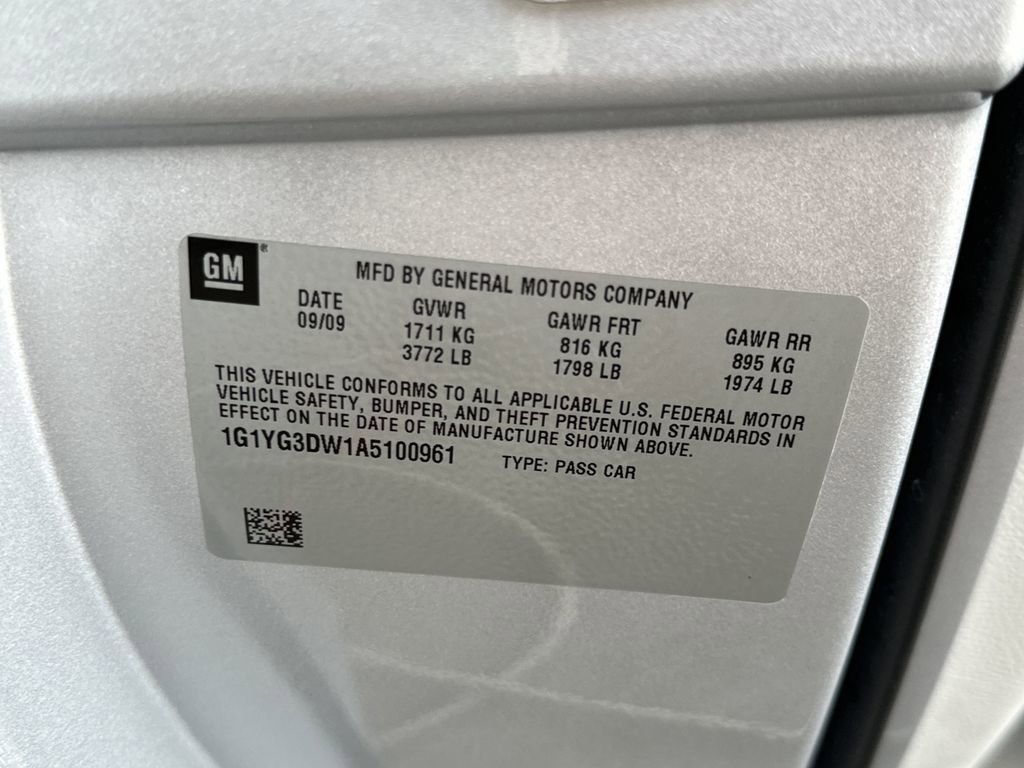 GM®
MFD BY GENERAL MOTORS COMPANY
DATE GVWR GAWR FRT GAWR RR
09/09 1711 KG 816 KG 895 KG
3772 LB 1798 LB 1974 LB
THIS VEHICLE CONFORMS TO ALL APPLICABLE U.S. FEDERAL MOTOR
VEHICLE SAFETY, BUMPER, AND THEFT PREVENTION STANDARDS IN
EFFECT ON THE DATE OF MANUFACTURE SHOWN ABOVE.
1G1YG3DW1A5100961 TYPE: PASS CAR